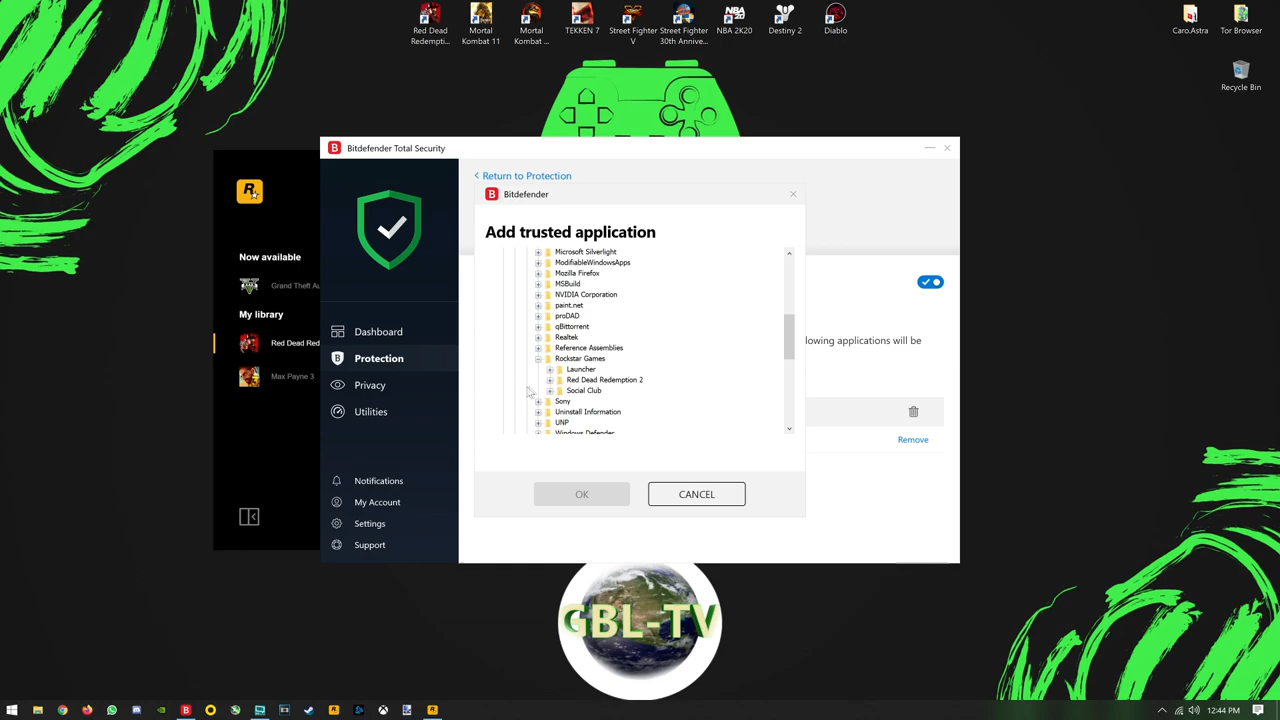 Red Dead
Redempti...
Mortal
Kombat 11
Mortal
Kombat ...
TEKKEN 7
Street Fighter
V
Street Fighter
30th Annive...
NBA 2K20
Destiny 2
Diablo
Caro.Astra
Tor Browser
Recycle Bin
Bitdefender Total Security
Return to Protection
Bitdefender
Add trusted application
Microsoft Silverlight
ModifiableWindowsApps
Mozilla Firefox
MSBuild
NVIDIA Corporation
paint.net
proDAD
qBittorrent
Realtek
Reference Assemblies
Rockstar Games
Launcher
Red Dead Redemption 2
Social Club
Sony
Uninstall Information
UNP
Windows Defender
OK
CANCEL
lowing applications will be
Remove
Now available
Grand Theft Au
My library
Red Dead Red
Max Payne 3
Dashboard
Protection
Privacy
Utilities
Notifications
My Account
Settings
Support
GBL-TV
12:44 PM